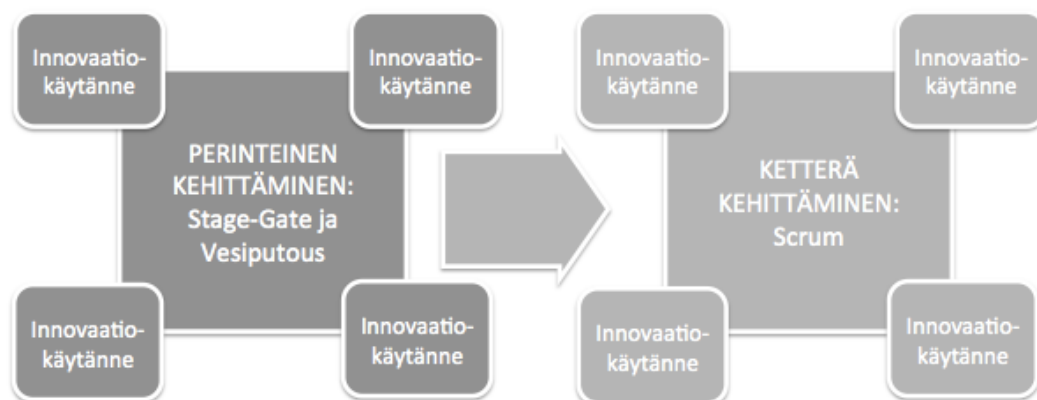 Innovaatio-
käytänne
Innovaatio-
käytänne
PERINTEINEN
KEHITTÄMINEN:
Stage-Gate ja
Vesiputous
Innovaatio-
käytänne
Innovaatio-
käytänne
Innovaatio-
käytänne
Innovaatio-
käytänne
KETTERÄ
KEHITTÄMINEN:
Scrum
Innovaatio-
käytänne
Innovaatio-
käytänne